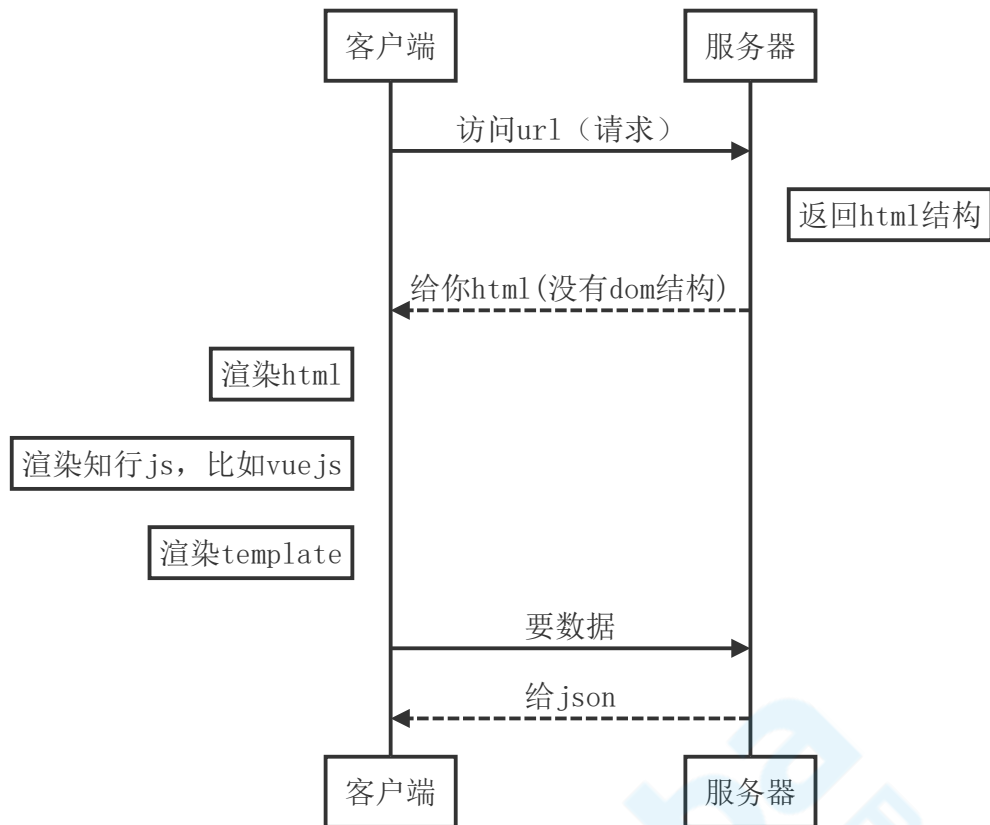 客户端
服务器
访问url（请求）
返回html结构
给你html(没有dom结构)
渲染html
渲染知行js，比如vuejs
渲染template
要数据
给json
客户端
服务器